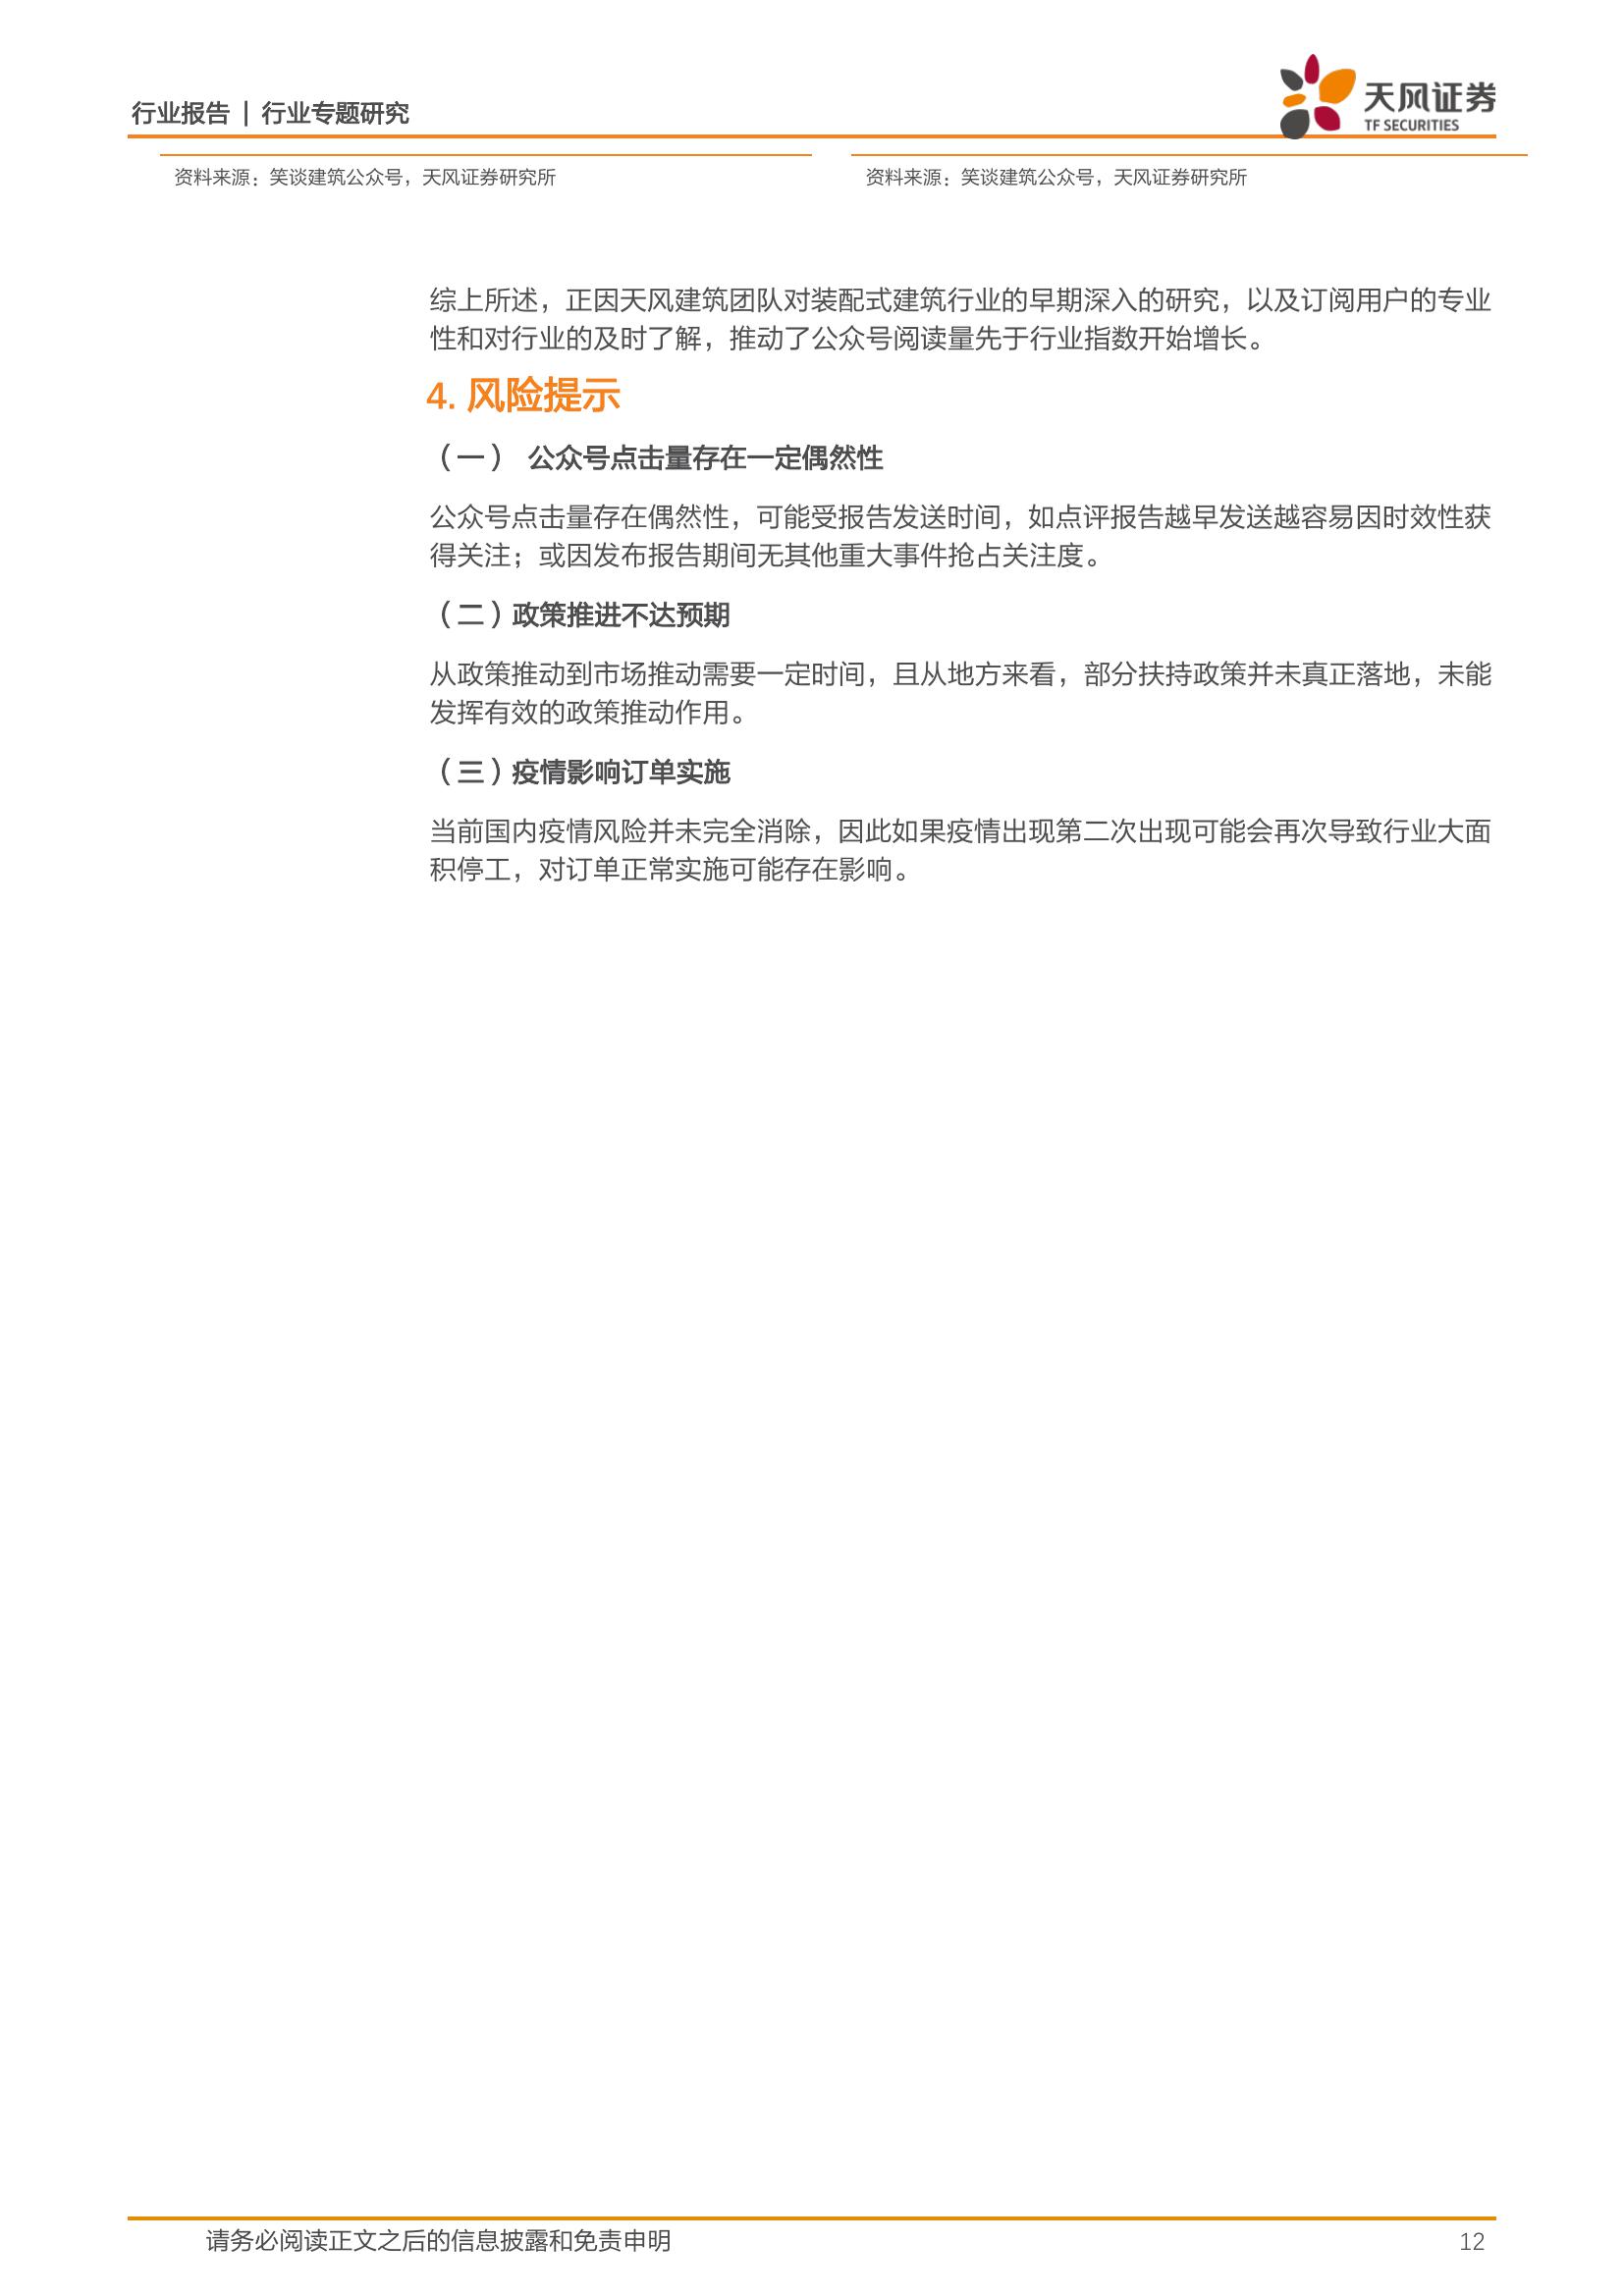 行业报告 | 行业专题研究
天风证券
TF SECURITIES
资料来源：笑谈建筑公众号，天风证券研究所
资料来源：笑谈建筑公众号，天风证券研究所
综上所述，正因天风建筑团队对装配式建筑行业的早期深入的研究，以及订阅用户的专业
性和对行业的及时了解，推动了公众号阅读量先于行业指数开始增长。
4. 风险提示
（一） 公众号点击量存在一定偶然性
公众号点击量存在偶然性，可能受报告发送时间，如点评报告越早发送越容易因时效性获
得关注；或因发布报告期间无其他重大事件抢占关注度。
（二）政策推进不达预期
从政策推动到市场推动需要一定时间，且从地方来看，部分扶持政策并未真正落地，未能
发挥有效的政策推动作用。
（三）疫情影响订单实施
当前国内疫情风险并未完全消除，因此如果疫情出现第二次出现可能会再次导致行业大面
积停工，对订单正常实施可能存在影响。
请务必阅读正文之后的信息披露和免责申明
12